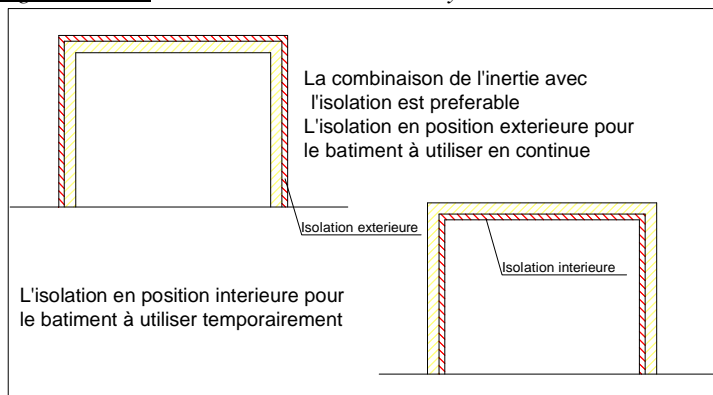 La combinaison de l'inertie avec
l'isolation est preferable
L'isolation en position exterieure pour
le batiment à utiliser en continue
Isolation exterieure
Isolation interieure
L'isolation en position interieure pour
le batiment à utiliser temporairement